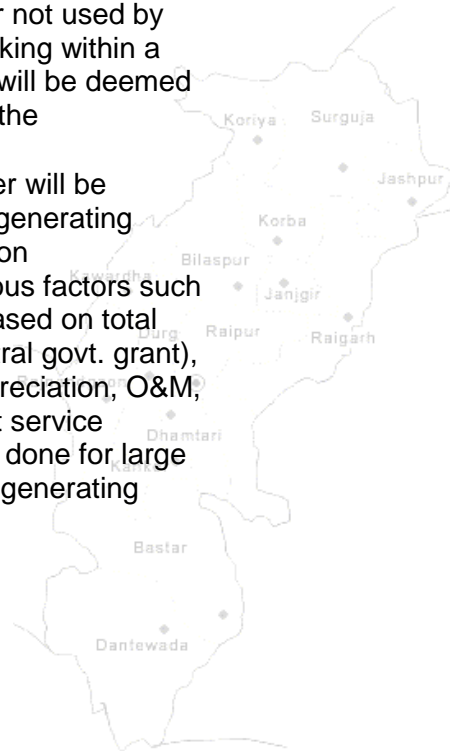 r not used by
king within a
will be deemed
the
Koriya Surguja
Jashpur
er will be
generating
on
Korba
Bilaspur
Kawardha
ous factors such
Janjgir
ased on total
Durg Raipur Raigarh
ral govt. grant),
reciation, O&M,
t service
Dhamtari
done for large
Kanker
generating
Bastar
Dantewada